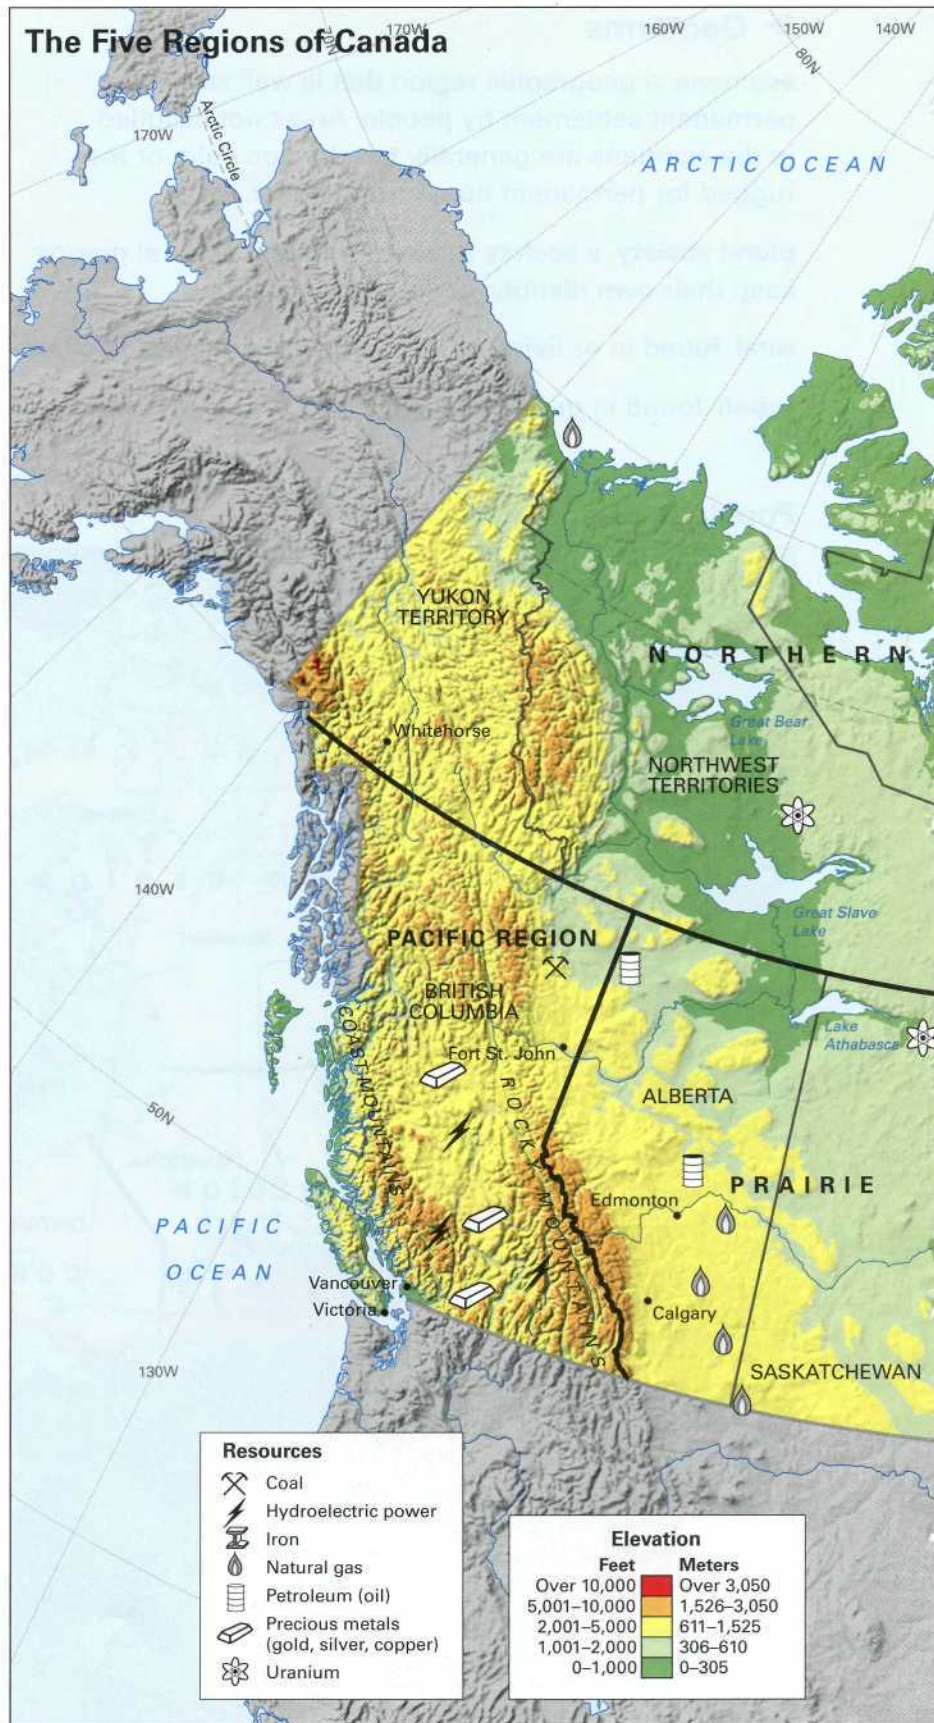 The Five Regions of Canada
170W
70N
160W
150W
140W
80N
Arctic Circle
170W
ARCTIC OCEAN
YUKON
TERRITORY
NORTHERN
Whitehorse
Great Bear
Lake
NORTHWEST
TERRITORIES
140W
Great Slave
Lake
PACIFIC REGION
BRITISH
COLUMBIA
COAST MOUNTAINS
Fort St. John
Lake
Athabasca
ROCKY MOUNTAINS
ALBERTA
50N
PRAIRIE
Edmonton
PACIFIC
OCEAN
Vancouver
Victoria
Calgary
130W
SASKATCHEWAN
Resources
Coal
Hydroelectric power
Iron
Natural gas
Petroleum (oil)
Precious metals
(gold, silver, copper)
Uranium
Elevation
Feet Meters
Over 10,000 Over 3,050
5,001–10,000 1,526–3,050
2,001–5,000 611–1,525
1,001–2,000 306–610
0–1,000 0–305